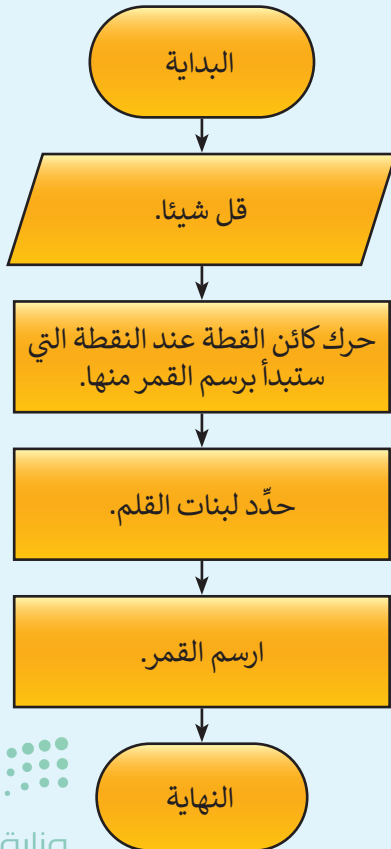 البداية
قل شيئا.
حرك كائن القطة عند النقطة التي
ستبدأ برسم القمر منها.
حدِّد لبنات القلم.
ارسم القمر.
النهاية